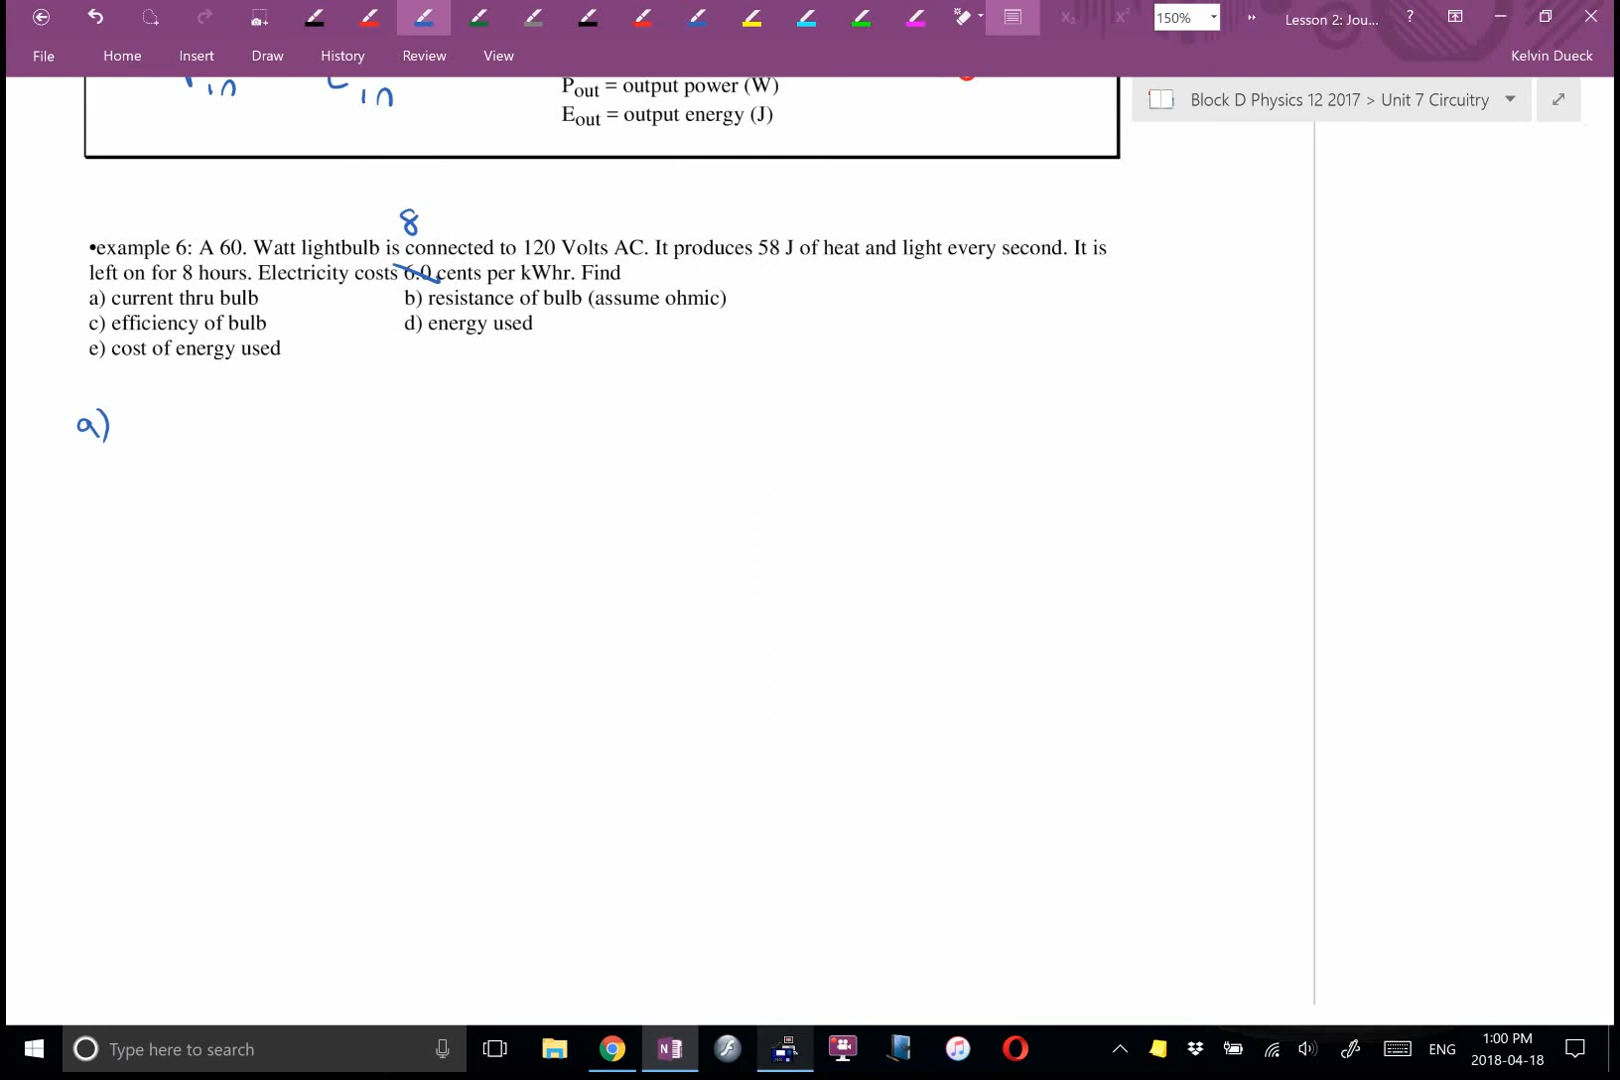 150%
Lesson 2: Jou...
?
File Home Insert Draw History Review View
Kelvin Dueck
in
in
Pout = output power (W)
Eout = output energy (J)
Block D Physics 12 2017 > Unit 7 Circuitry
8
•example 6: A 60. Watt lightbulb is connected to 120 Volts AC. It produces 58 J of heat and light every second. It is
left on for 8 hours. Electricity costs 6.0 cents per kWhr. Find
a) current thru bulb b) resistance of bulb (assume ohmic)
c) efficiency of bulb d) energy used
e) cost of energy used
a)
Type here to search
ENG
1:00 PM
2018-04-18